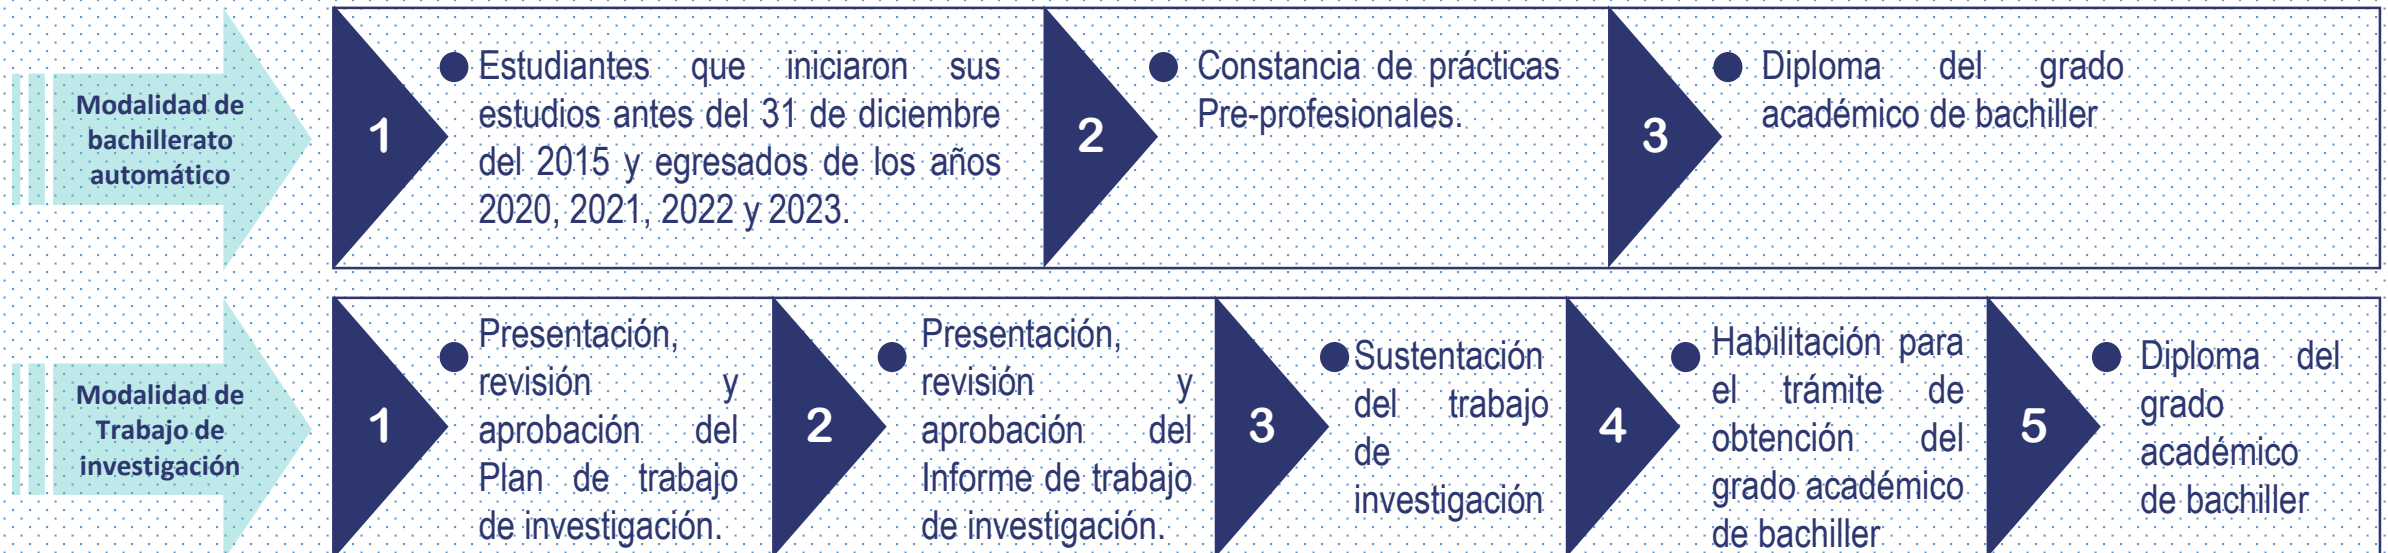 Modalidad de
bachillerato
automático
1
Estudiantes que iniciaron sus
estudios antes del 31 de diciembre
del 2015 y egresados de los años
2020, 2021, 2022 y 2023.
2
Constancia de prácticas
Pre-profesionales.
3
Diploma del grado
académico de bachiller
Modalidad de
Trabajo de
investigación
1
Presentación,
revisión y
aprobación del
Plan de trabajo
de investigación.
2
Presentación,
revisión y
aprobación del
Informe de trabajo
de investigación.
3
Sustentación
del trabajo
de
investigación
4
Habilitación para
el trámite de
obtención del
grado académico
de bachiller
5
Diploma del
grado
académico
de bachiller